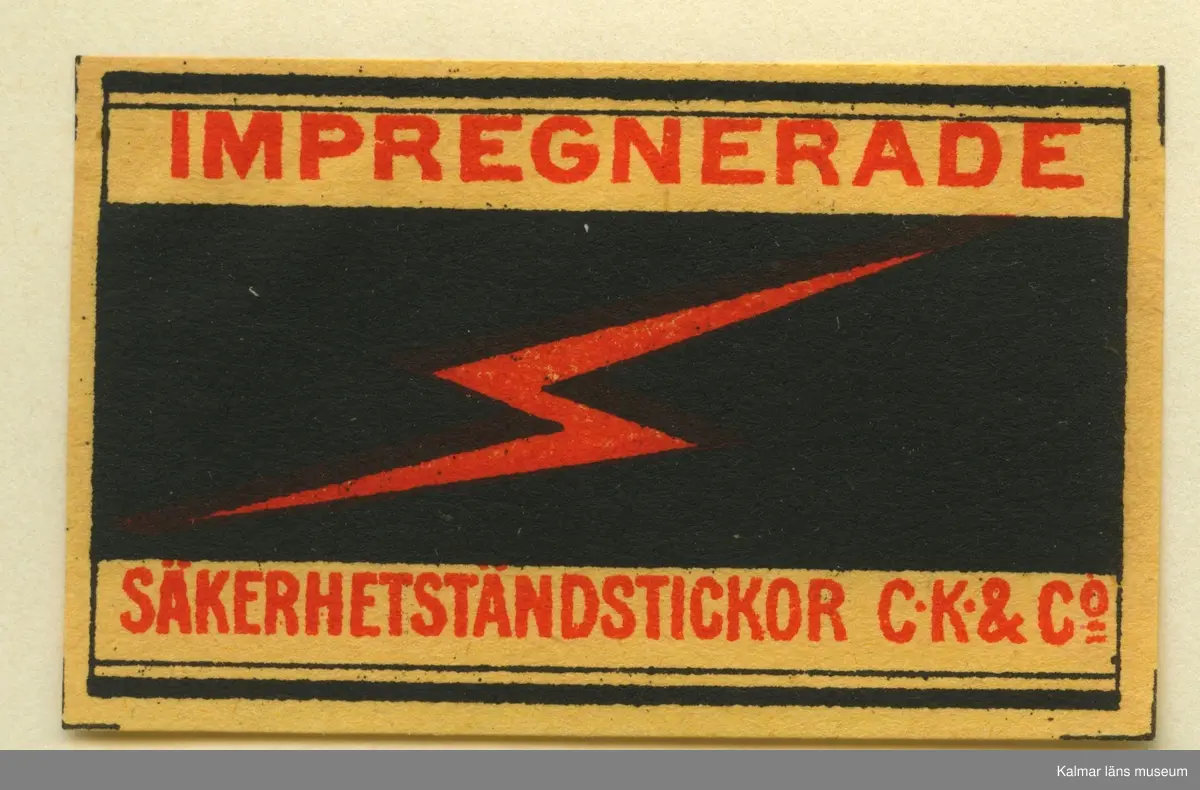 IMPREGNERADE
SÄKERHETSTÄNDSTICKOR C·K·& Cº
Kalmar läns museum